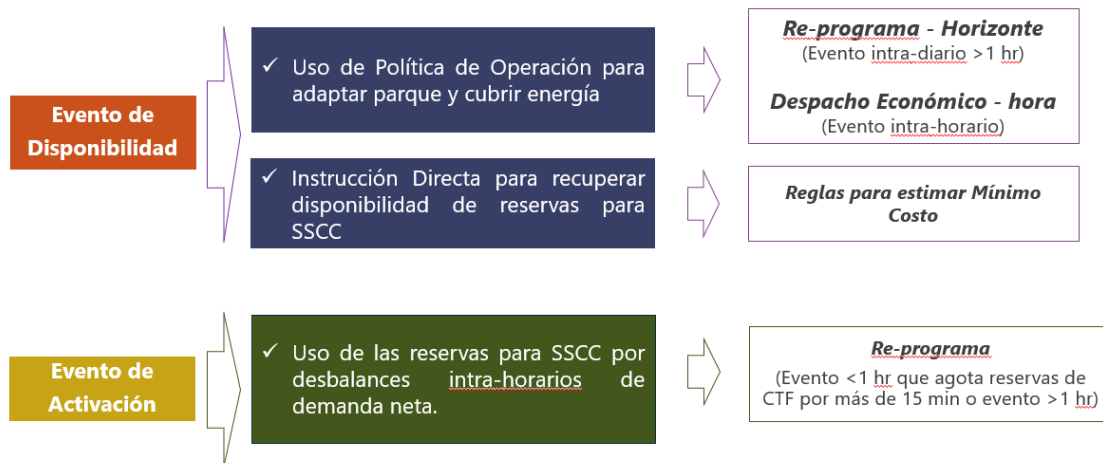 Evento de
Disponibilidad
✓ Uso de Política de Operación para
adaptar parque y cubrir energía
Re-programa - Horizonte
(Evento intra-diario >1 hr)
Despacho Económico - hora
(Evento intra-horario)
✓ Instrucción Directa para recuperar
disponibilidad de reservas para
SSCC
Reglas para estimar Mínimo
Costo
Evento de
Activación
✓ Uso de las reservas para SSCC por
desbalances intra-horarios de
demanda neta.
Re-programa
(Evento <1 hr que agota reservas de
CTF por más de 15 min o evento >1 hr)